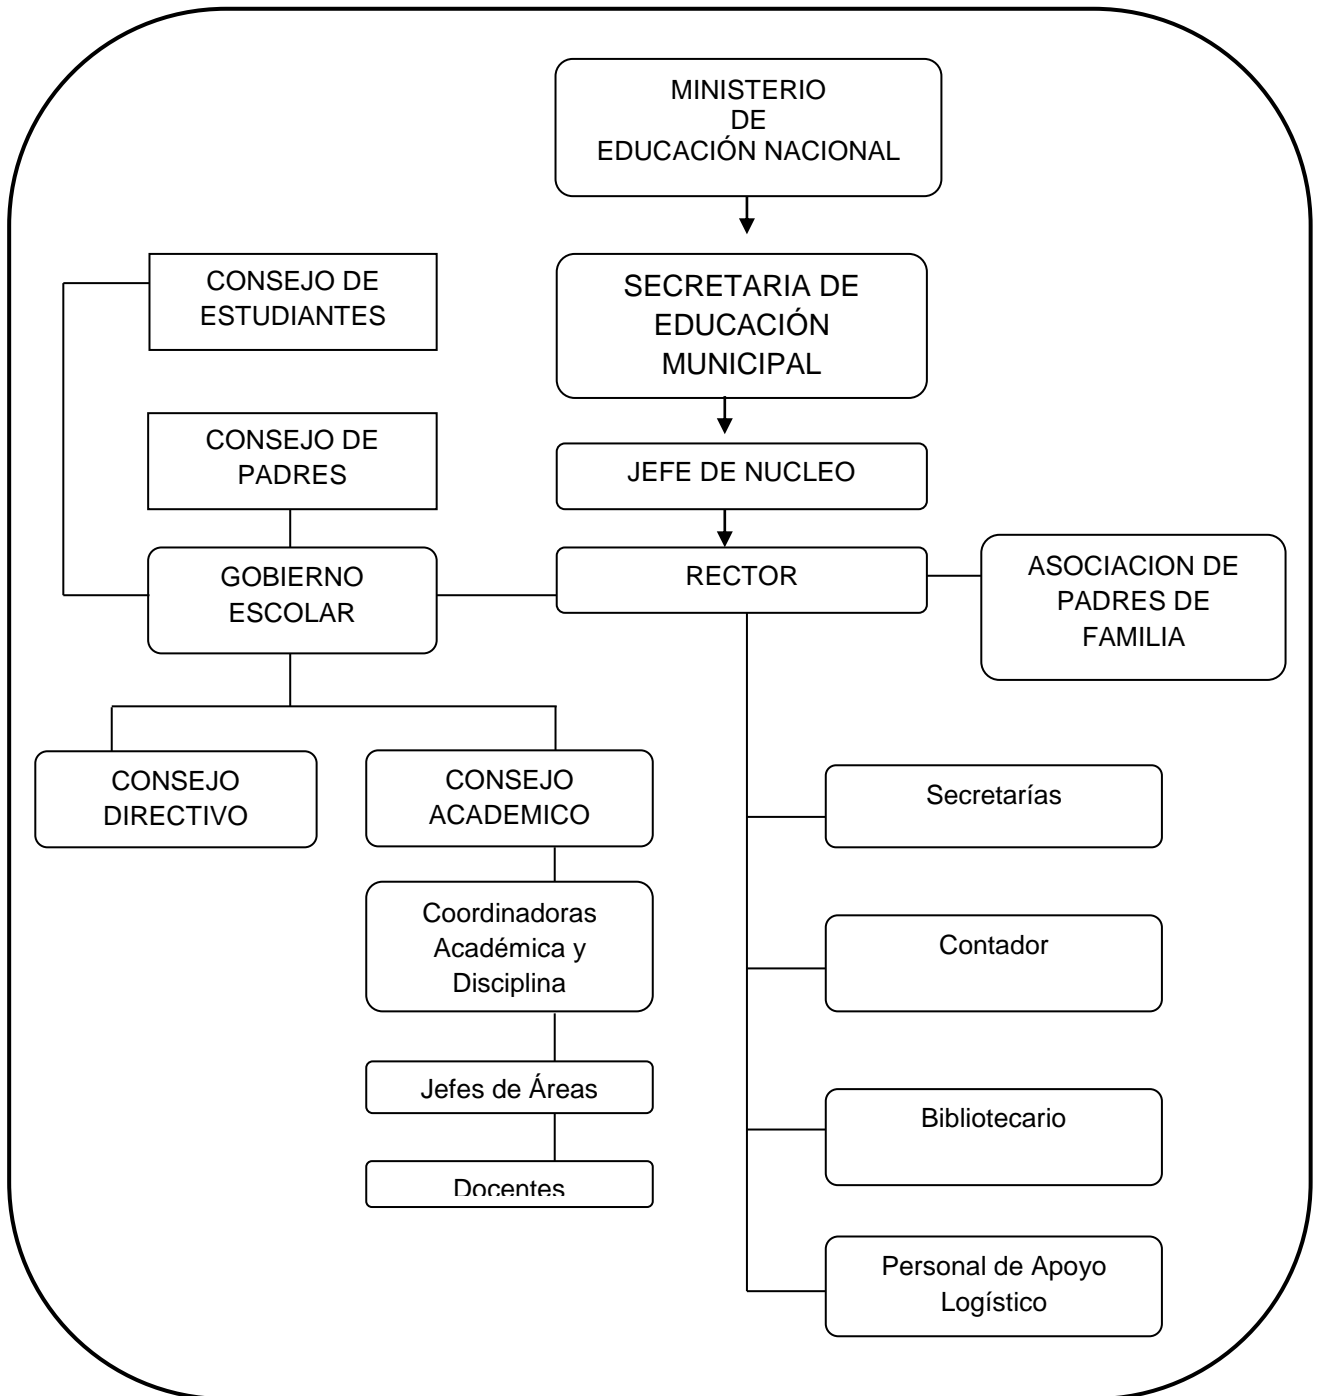 MINISTERIO
DE
EDUCACIÓN NACIONAL
CONSEJO DE
ESTUDIANTES
SECRETARIA DE
EDUCACIÓN
MUNICIPAL
CONSEJO DE
PADRES
JEFE DE NUCLEO
GOBIERNO
ESCOLAR
RECTOR
ASOCIACION DE
PADRES DE
FAMILIA
CONSEJO
DIRECTIVO
CONSEJO
ACADEMICO
Secretarías
Coordinadoras
Académica y
Disciplina
Contador
Jefes de Áreas
Bibliotecario
Docentes
Personal de Apoyo
Logístico